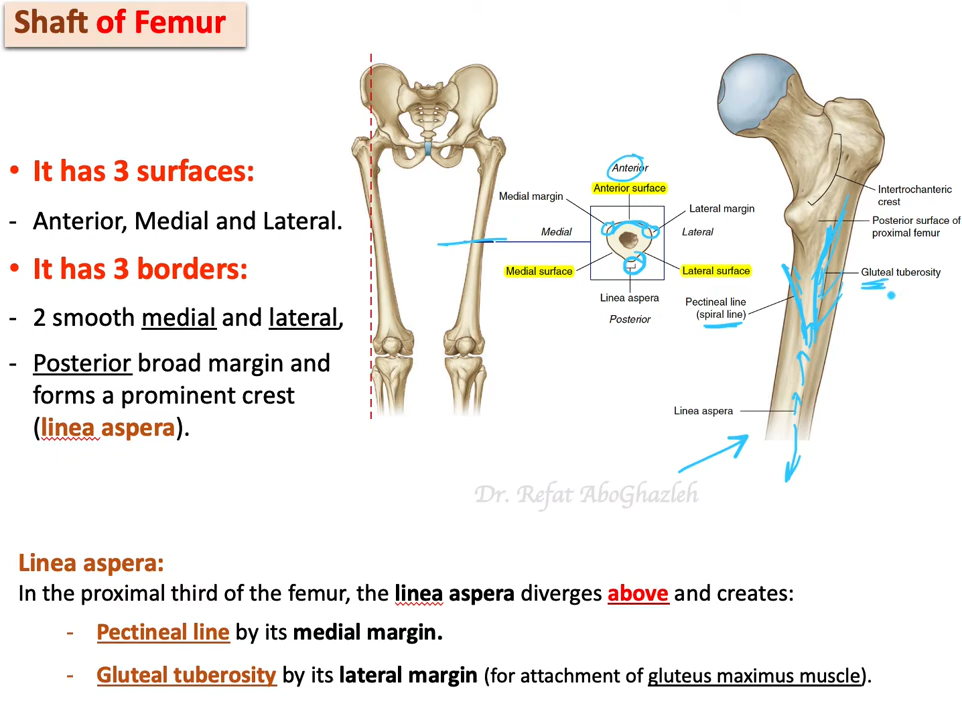 Shaft of Femur
• It has 3 surfaces:
- Anterior, Medial and Lateral.
• It has 3 borders:
- 2 smooth medial and lateral,
- Posterior broad margin and
forms a prominent crest
(linea aspera).
Anterior
Anterior surface
Medial margin
Lateral margin
Medial
Lateral
Medial surface
Lateral surface
Linea aspera
Posterior
Intertrochanteric
crest
Posterior surface of
proximal femur
Gluteal tuberosity
Pectineal line
(spiral line)
Linea aspera
Dr. Refat AboGhazleh
Linea aspera:
In the proximal third of the femur, the linea aspera diverges above and creates:
- Pectineal line by its medial margin.
- Gluteal tuberosity by its lateral margin (for attachment of gluteus maximus muscle).